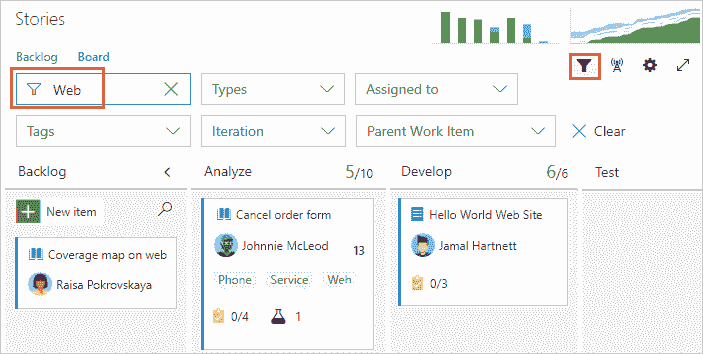 Stories
Backlog Board
Web
Types
Assigned to
Tags
Iteration
Parent Work Item
Clear
Backlog
Analyze 5/10
Develop 6/6
Test
New item
Coverage map on web
Raisa Pokrovskaya
Cancel order form
Johnnie McLeod 13
Phone Service Web
0/4 1
Hello World Web Site
Jamal Hartnett
0/3